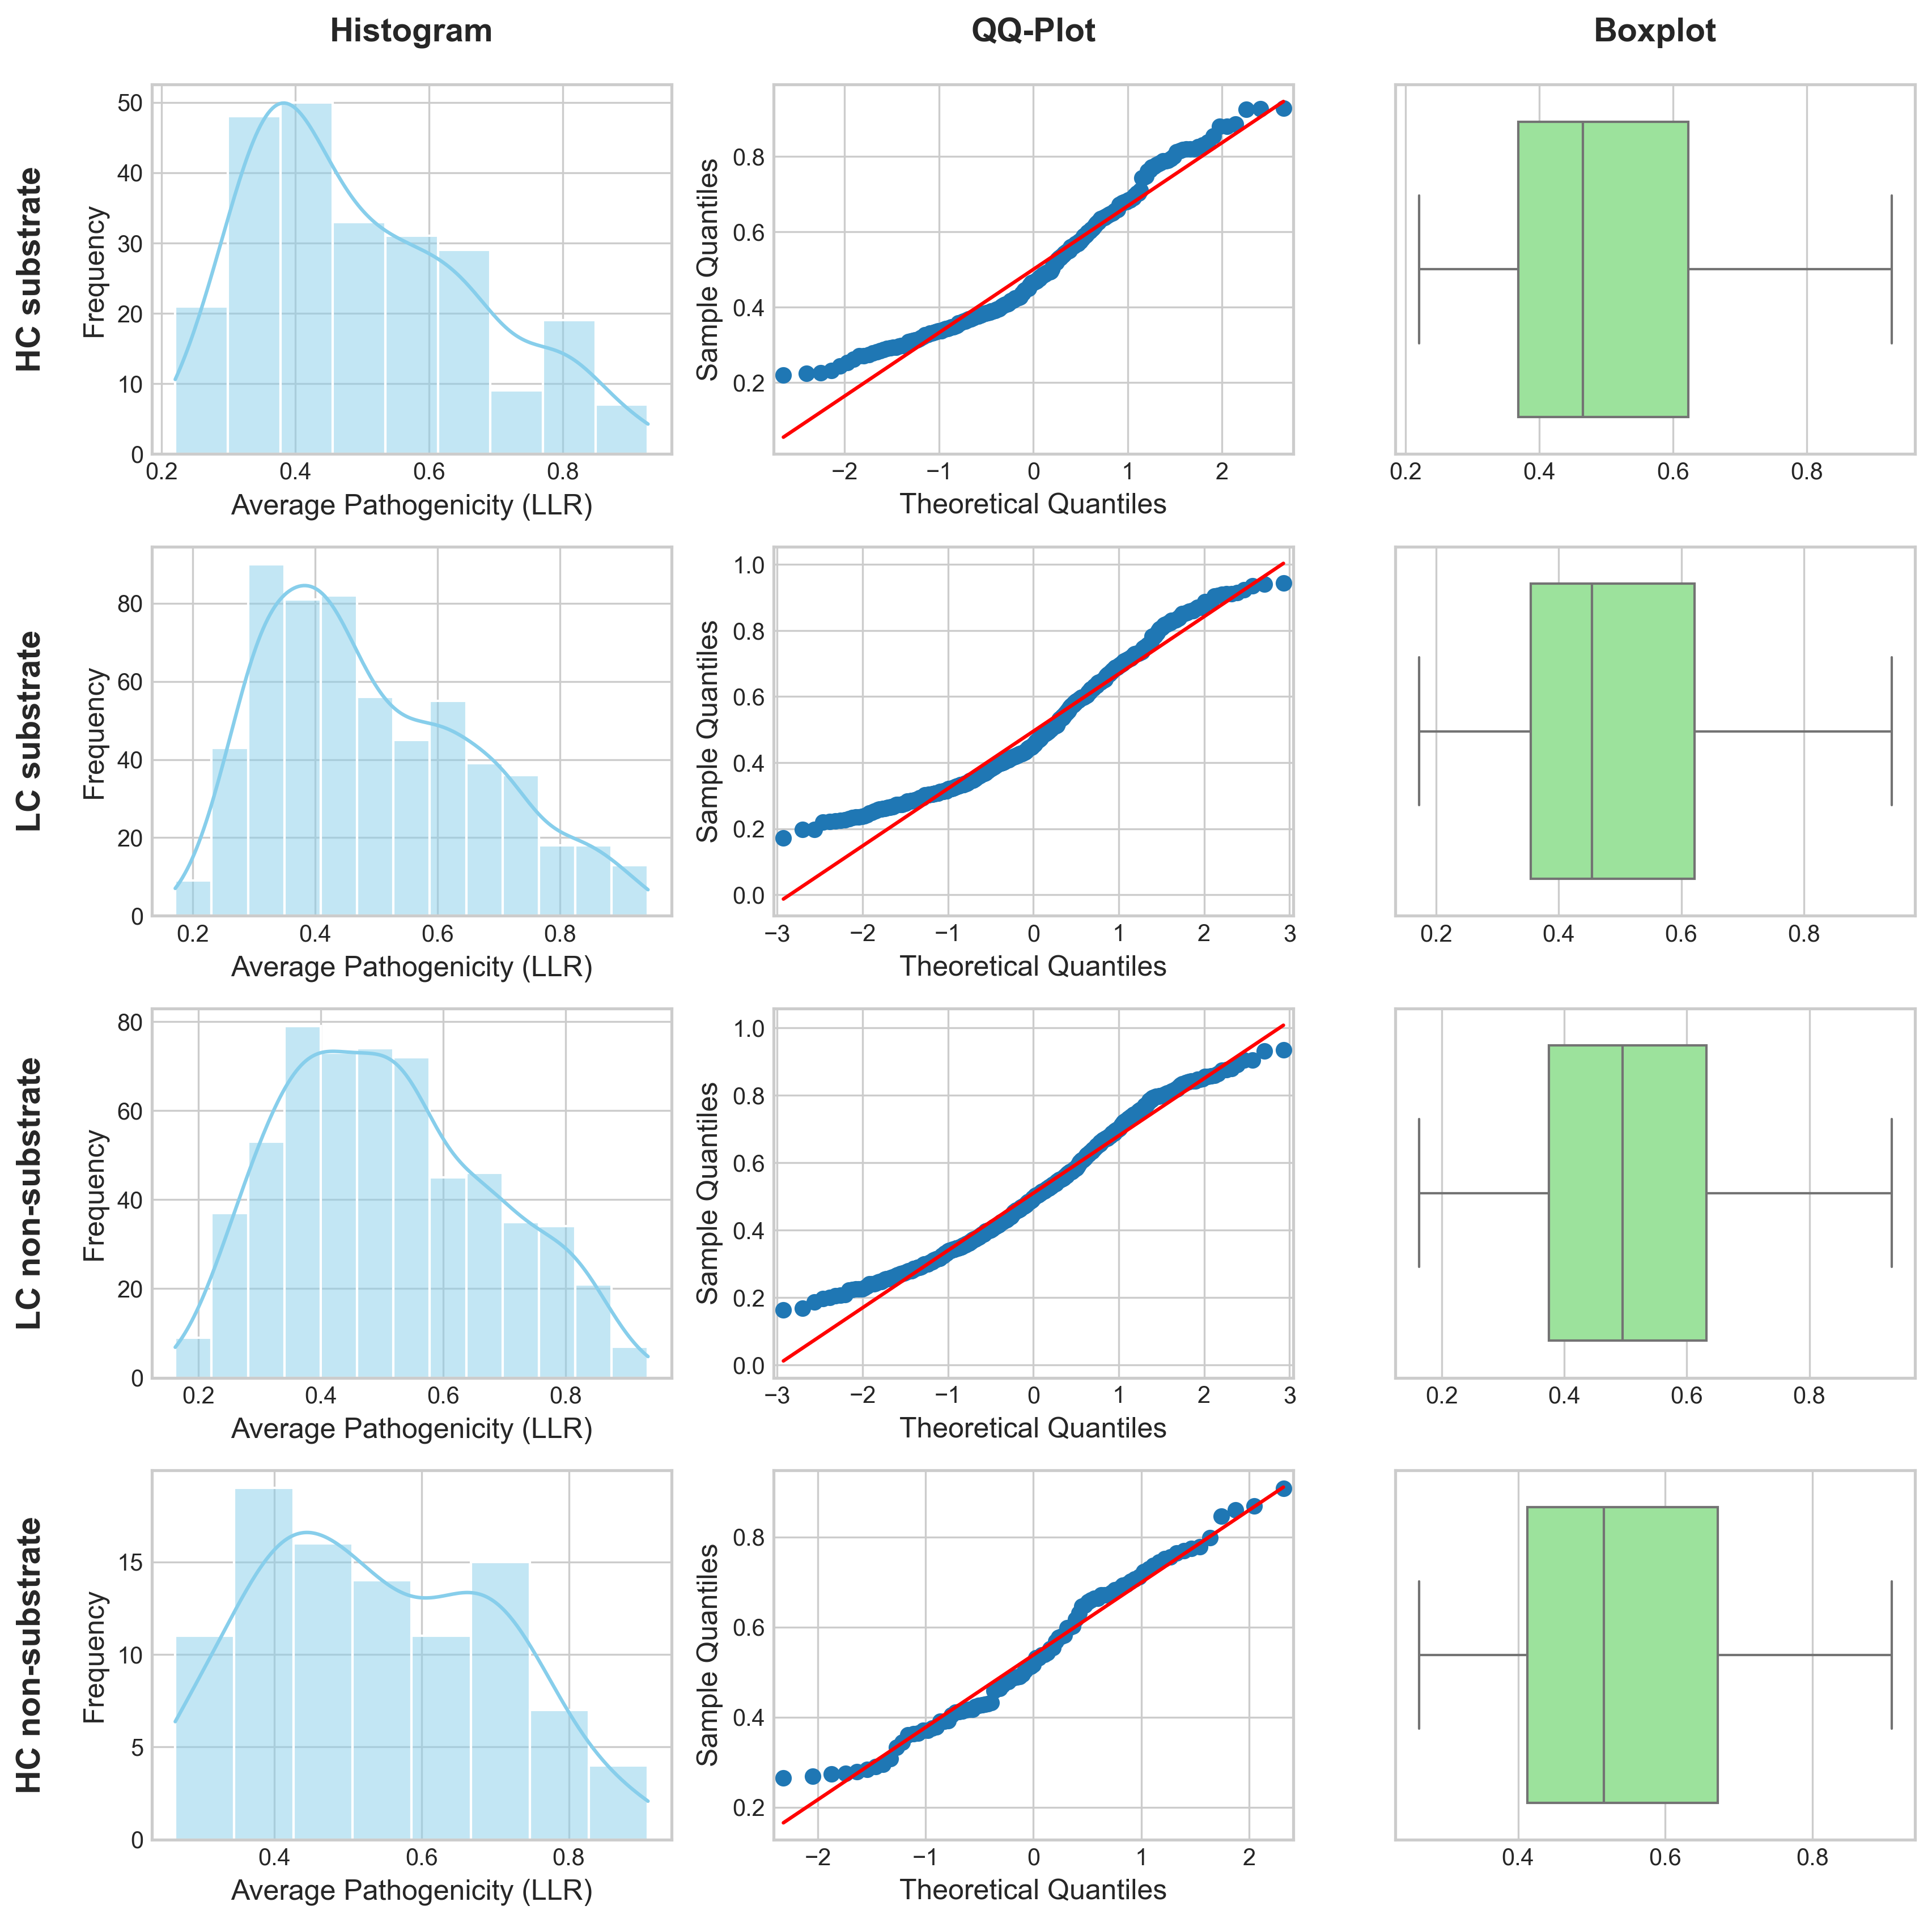 Histogram QQ-Plot Boxplot
HC substrate
Frequency
50
40
30
20
10
0
0.2 0.4 0.6 0.8
Average Pathogenicity (LLR)
Sample Quantiles
0.8
0.6
0.4
0.2
−2 −1 0 1 2
Theoretical Quantiles
0.2 0.4 0.6 0.8
LC substrate
Frequency
80
60
40
20
0
0.2 0.4 0.6 0.8
Average Pathogenicity (LLR)
Sample Quantiles
1.0
0.8
0.6
0.4
0.2
0.0
−3 −2 −1 0 1 2 3
Theoretical Quantiles
0.2 0.4 0.6 0.8
LC non-substrate
Frequency
80
60
40
20
0
0.2 0.4 0.6 0.8
Average Pathogenicity (LLR)
Sample Quantiles
1.0
0.8
0.6
0.4
0.2
0.0
−3 −2 −1 0 1 2 3
Theoretical Quantiles
0.2 0.4 0.6 0.8
HC non-substrate
Frequency
15
10
5
0
0.4 0.6 0.8
Average Pathogenicity (LLR)
Sample Quantiles
0.8
0.6
0.4
0.2
−2 −1 0 1 2
Theoretical Quantiles
0.4 0.6 0.8